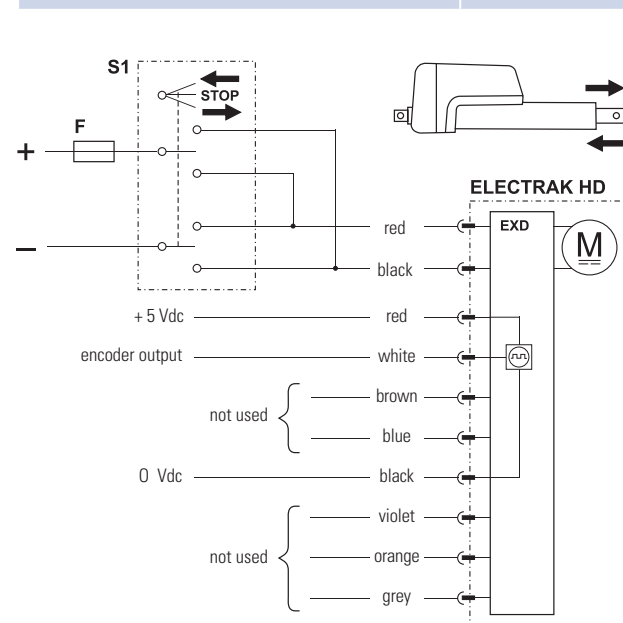 S1
STOP
F
+
–
ELECTRAK HD
EXD
M
red
black
+ 5 Vdc red
encoder output white
brown
not used
blue
0 Vdc black
violet
not used orange
grey